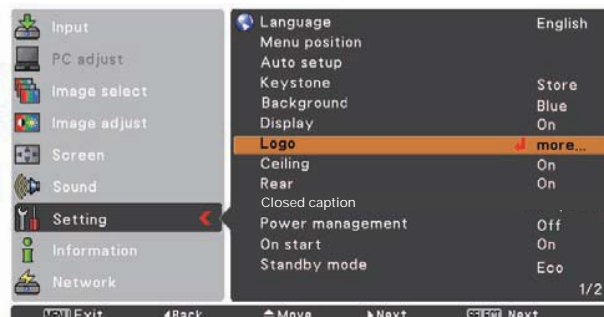 Input
PC adjust
Image select
Image adjust
Screen
Sound
Setting
Information
Network
Language English
Menu position
Auto setup
Keystone Store
Background Blue
Display On
Logo more...
Ceiling On
Rear On
Closed caption
Power management Off
On start On
Standby mode Eco
1/2
MENU Exit Back Move Next SELECT Next